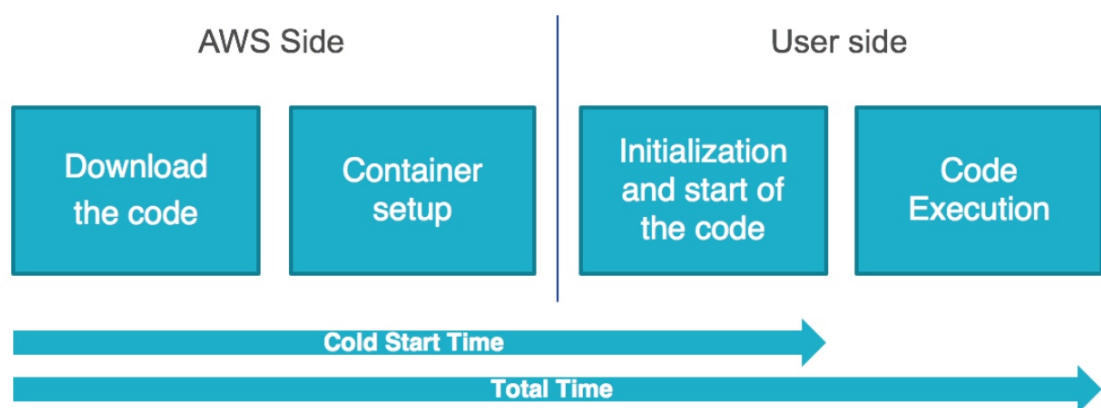 AWS Side
User side
Download
the code
Container
setup
Initialization
and start of
the code
Code
Execution
Cold Start Time
Total Time